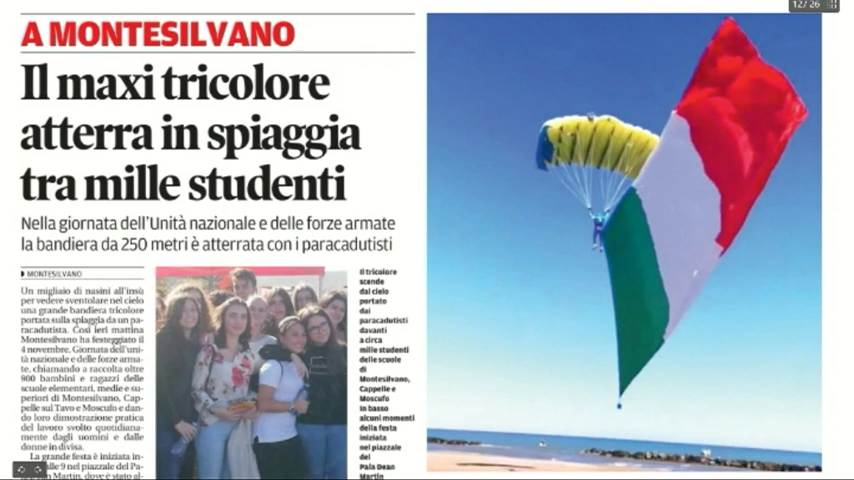 12/26
A MONTESILVANO
Il maxi tricolore
atterra in spiaggia
tra mille studenti
Nella giornata dell'Unità nazionale e delle forze armate
la bandiera da 250 metri è atterrata con i paracadutisti
MONTESILVANO
Un migliaio di nasini all'insù
per vedere sventolare nel cielo
una grande bandiera tricolore
portata sulla spiaggia da un pa-
racadutista. Così ieri mattina
Montesilvano ha festeggiato il
4 novembre, Giornata dell'uni-
tà nazionale e delle forze arma-
te, chiamando a raccolta oltre
900 bambini e ragazzi delle
scuole elementari, medie e su-
periori di Montesilvano, Cap-
pelle sul Tavo e Moscufo e dan-
do loro dimostrazione pratica
del lavoro svolto quotidiana-
mente dagli uomini e dalle
donne in divisa.
La grande festa è iniziata in-
alle 9 nel piazzale del Pa-
Martin, dove è stato al-
Il tricolore
scende
dal cielo
portato
dai
paracadutisti
davanti
a circa
mille studenti
delle scuole
di
Montesilvano,
Cappelle e
Moscufo
In basso
alcuni momenti
della festa
iniziata
nel piazzale
del
Pala Dean
Martin